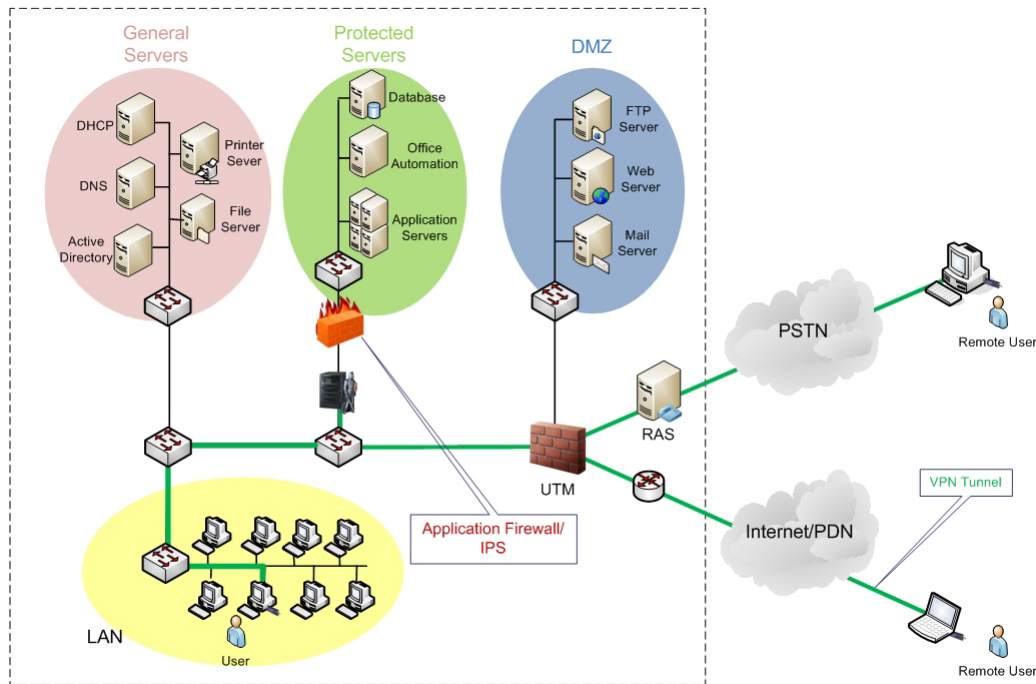 General
Servers
Protected
Servers
DMZ
DHCP
Printer
Sever
DNS
File
Server
Active
Directory
Database
Office
Automation
Application
Servers
FTP
Server
Web
Server
Mail
Server
PSTN
Remote User
RAS
UTM
VPN Tunnel
Internet/PDN
Application Firewall/
IPS
LAN
User
Remote User